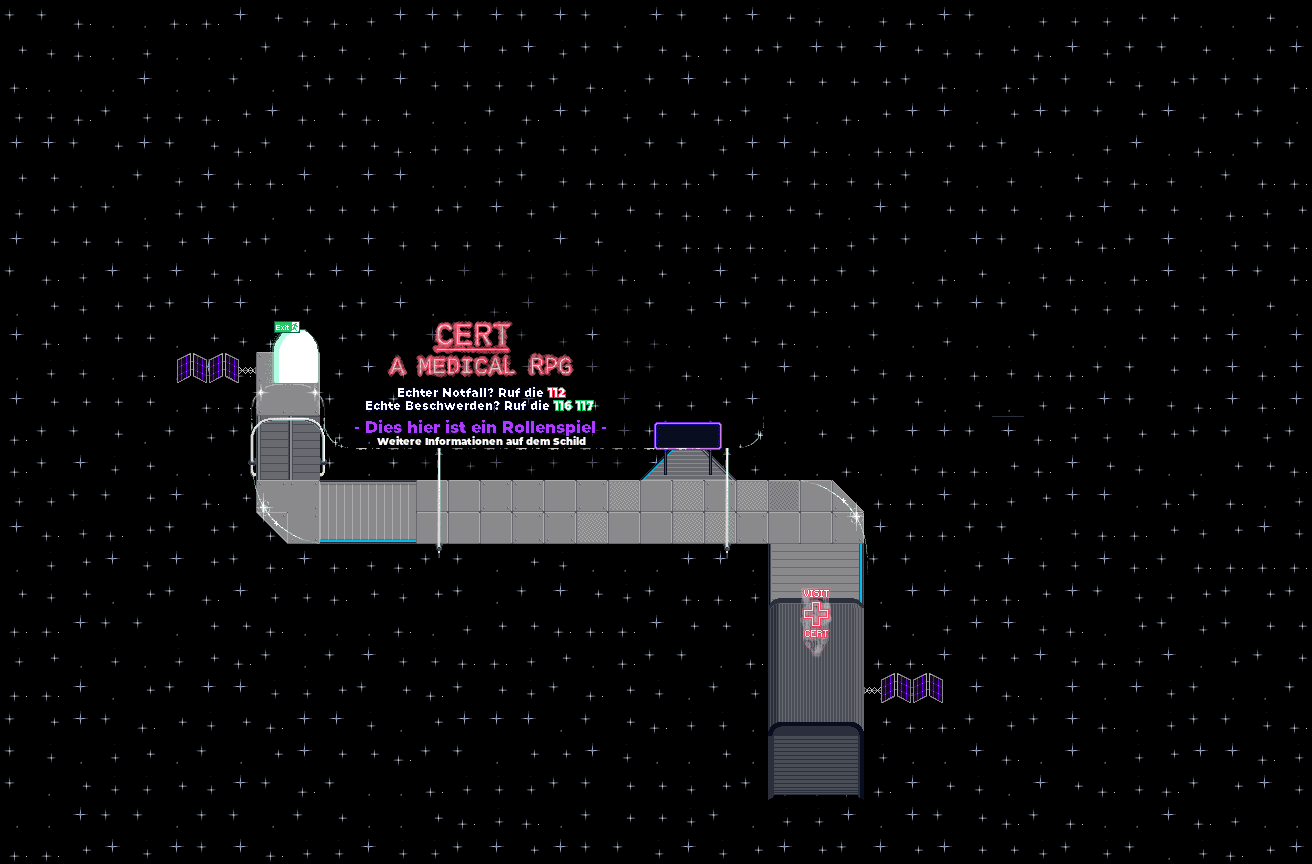 Exit
CERT
A MEDICAL RPG
Echter Notfall? Ruf die 112
Echte Beschwerden? Ruf die 116 117
- Dies hier ist ein Rollenspiel -
Weitere Informationen auf dem Schild
VISIT
CERT